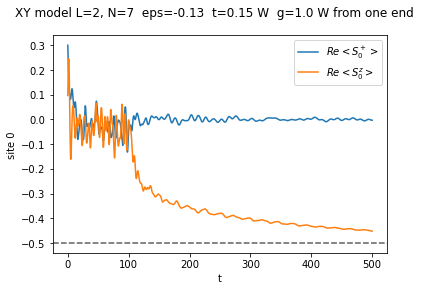 XY model L=2, N=7  eps=-0.13  t=0.15 W  g=1.0 W from one end
0.3
0.2
0.1
0.0
−0.1
−0.2
−0.3
−0.4
−0.5
site 0
Re<S₀⁺>
Re<S₀ᶻ>
0 100 200 300 400 500
t